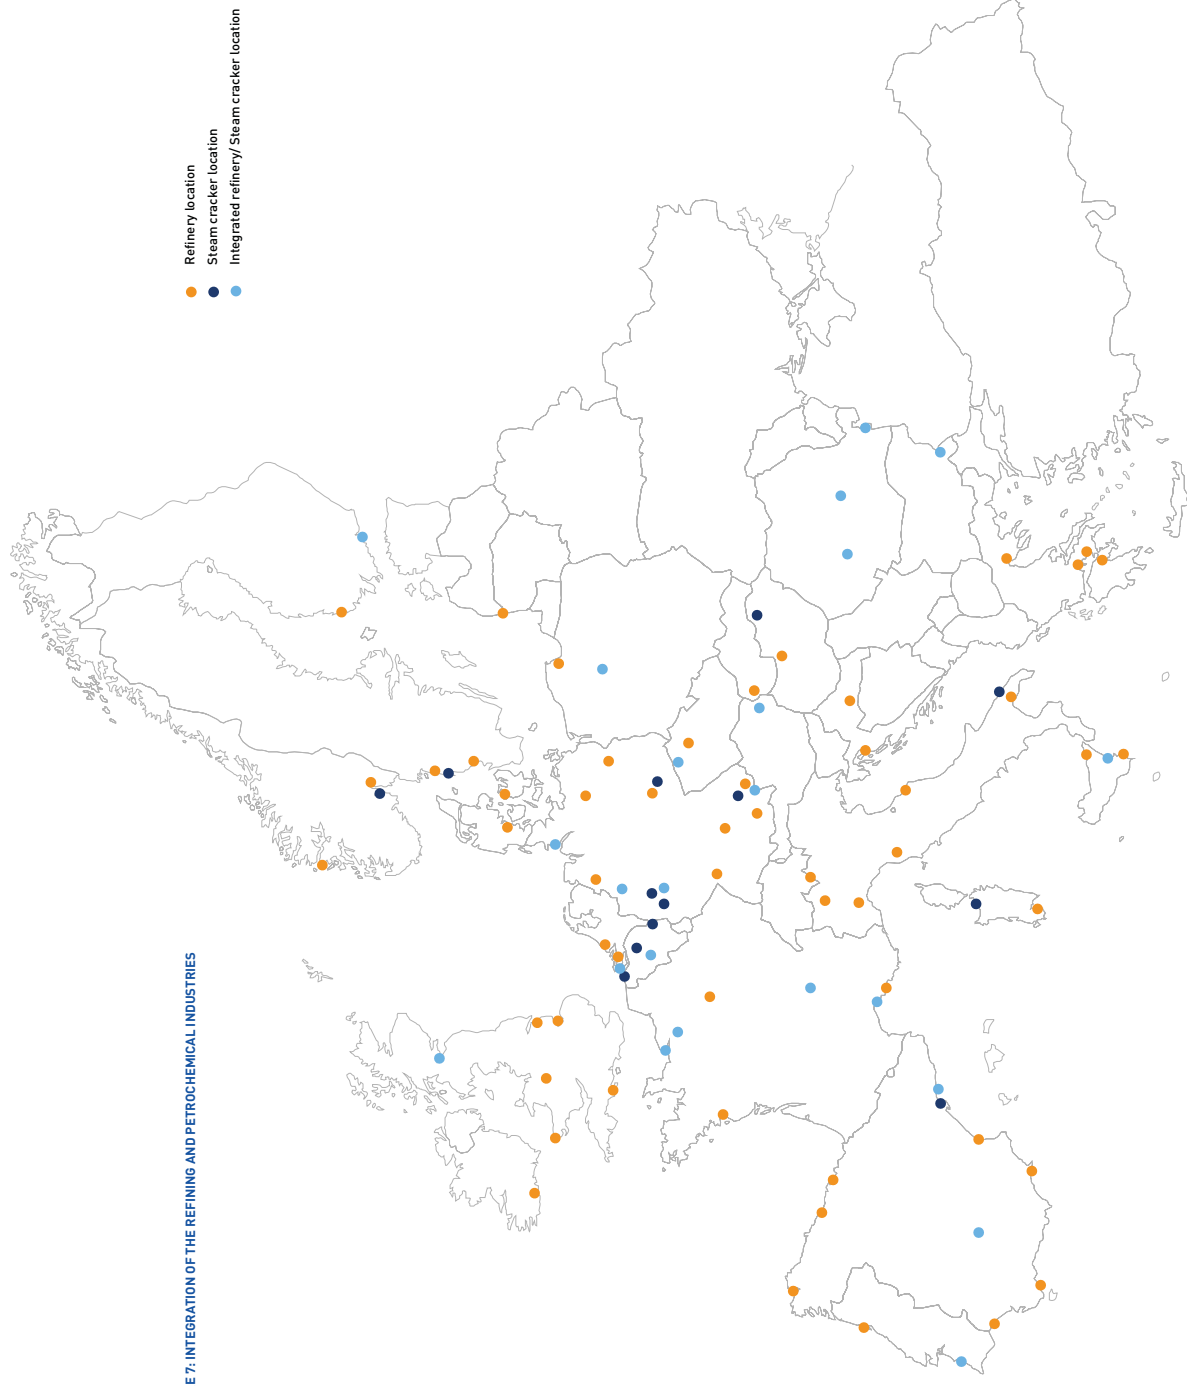 E 7: INTEGRATION OF THE REFINING AND PETROCHEMICAL INDUSTRIES
Refinery location
Steam cracker location
Integrated refinery/ Steam cracker location